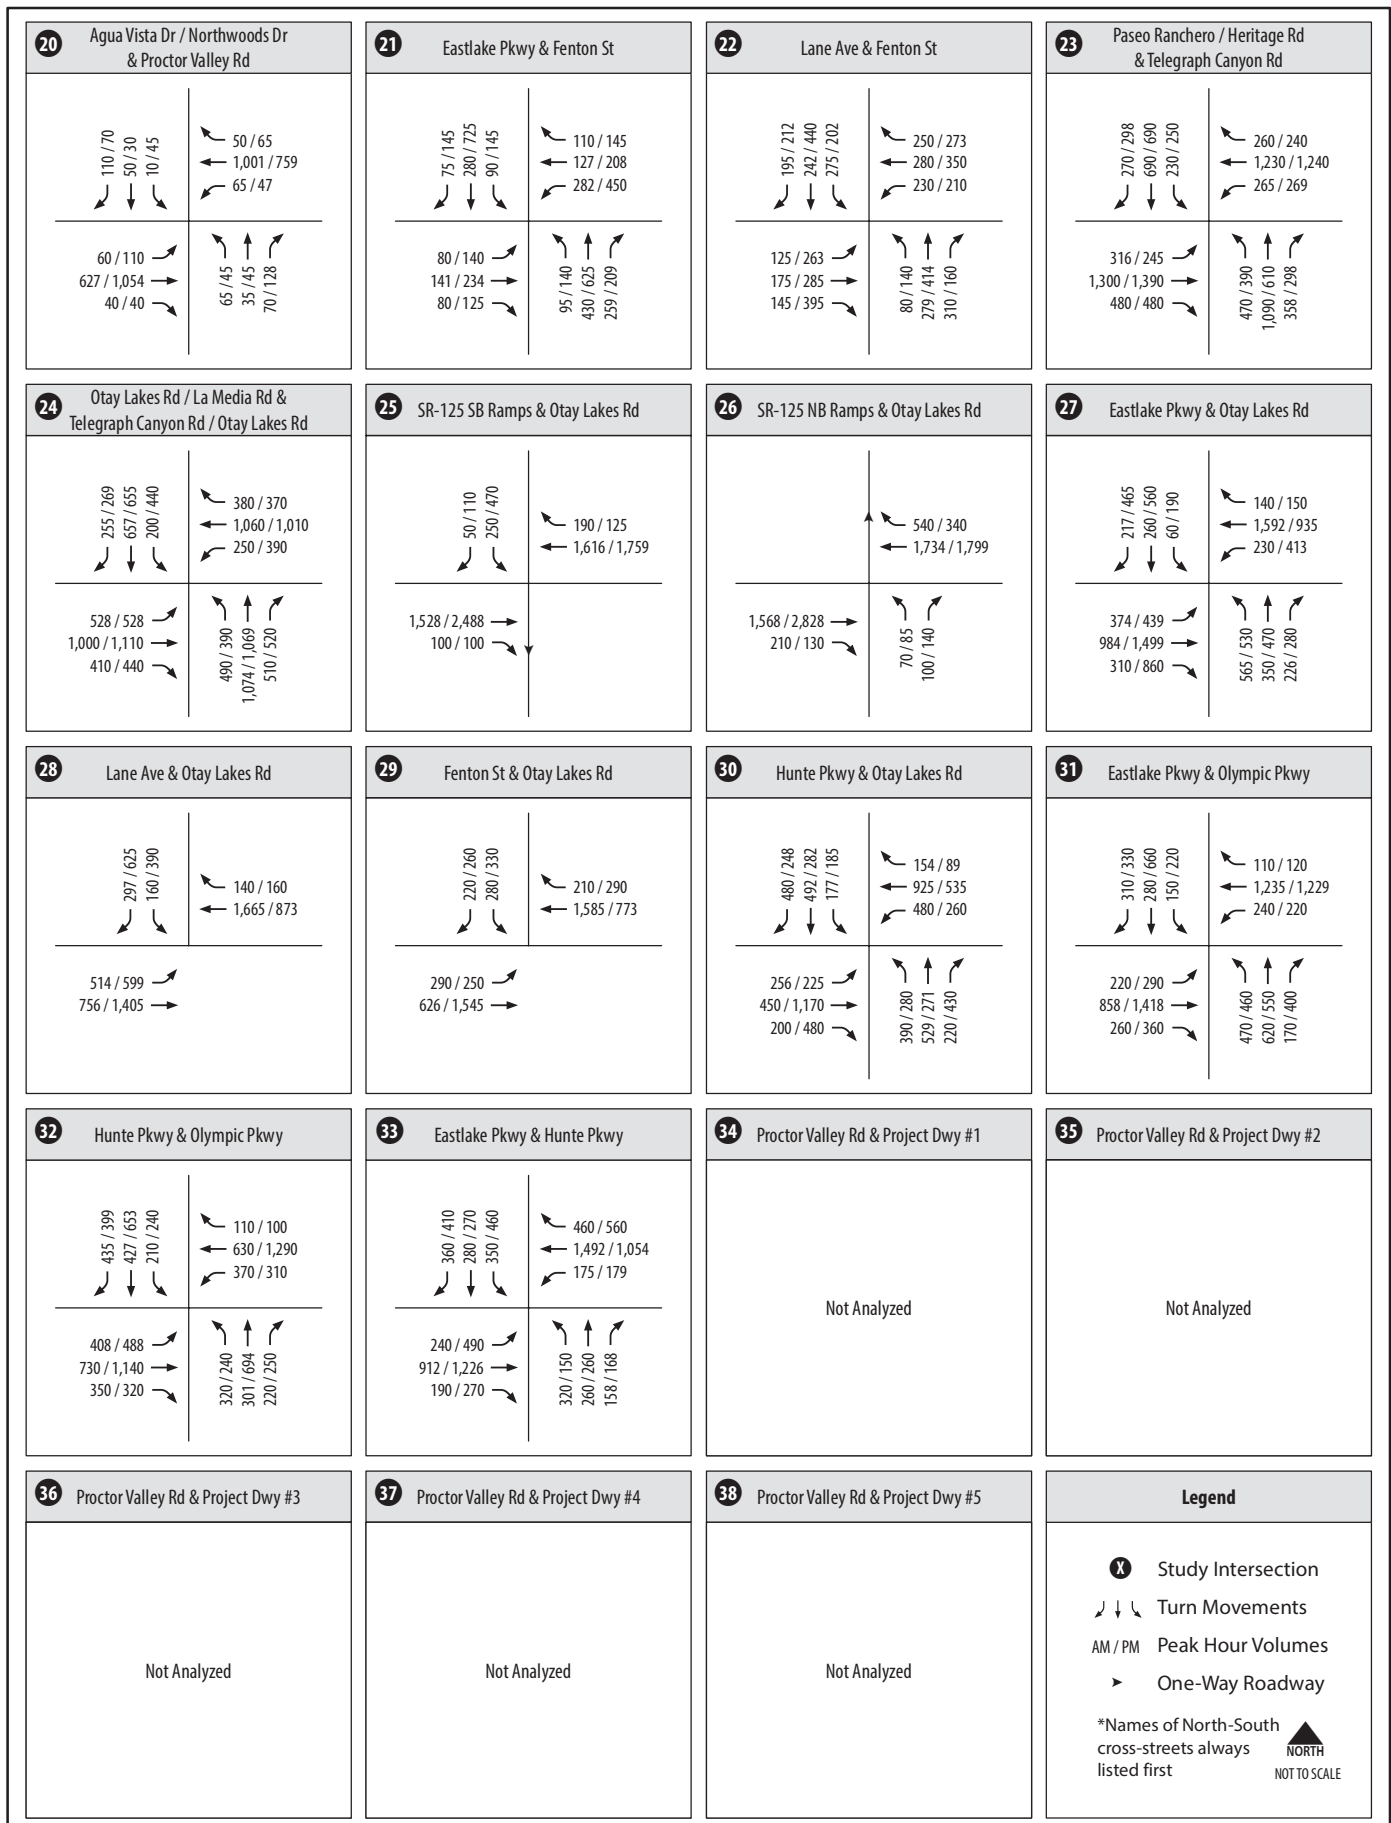 20
Agua Vista Dr / Northwoods Dr
& Proctor Valley Rd
110 / 70
50 / 30
10 / 45
50 / 65
1,001 / 759
65 / 47
60 / 110
627 / 1,054
40 / 40
65 / 45
35 / 45
70 / 128
21
Eastlake Pkwy & Fenton St
75 / 145
280 / 725
90 / 145
110 / 145
127 / 208
282 / 450
80 / 140
141 / 234
80 / 125
95 / 140
430 / 625
259 / 209
22
Lane Ave & Fenton St
195 / 212
242 / 440
275 / 202
250 / 273
280 / 350
230 / 210
125 / 263
175 / 285
145 / 395
80 / 140
279 / 414
310 / 160
23
Paseo Ranchero / Heritage Rd
& Telegraph Canyon Rd
270 / 298
690 / 690
230 / 250
260 / 240
1,230 / 1,240
265 / 269
316 / 245
1,300 / 1,390
480 / 480
470 / 390
1,090 / 610
358 / 298
24
Otay Lakes Rd / La Media Rd &
Telegraph Canyon Rd / Otay Lakes Rd
255 / 269
657 / 655
200 / 440
380 / 370
1,060 / 1,010
250 / 390
528 / 528
1,000 / 1,110
410 / 440
490 / 390
1,074 / 1,069
510 / 520
25
SR-125 SB Ramps & Otay Lakes Rd
50 / 110
250 / 470
190 / 125
1,616 / 1,759
1,528 / 2,488
100 / 100
26
SR-125 NB Ramps & Otay Lakes Rd
540 / 340
1,734 / 1,799
1,568 / 2,828
210 / 130
70 / 85
100 / 140
27
Eastlake Pkwy & Otay Lakes Rd
217 / 465
260 / 560
60 / 190
140 / 150
1,592 / 935
230 / 413
374 / 439
984 / 1,499
310 / 860
565 / 530
350 / 470
226 / 280
28
Lane Ave & Otay Lakes Rd
297 / 625
160 / 390
140 / 160
1,665 / 873
514 / 599
756 / 1,405
29
Fenton St & Otay Lakes Rd
220 / 260
280 / 330
210 / 290
1,585 / 773
290 / 250
626 / 1,545
30
Hunte Pkwy & Otay Lakes Rd
480 / 248
492 / 282
177 / 185
154 / 89
925 / 535
480 / 260
256 / 225
450 / 1,170
200 / 480
390 / 280
529 / 271
220 / 430
31
Eastlake Pkwy & Olympic Pkwy
310 / 330
280 / 660
150 / 220
110 / 120
1,235 / 1,229
240 / 220
220 / 290
858 / 1,418
260 / 360
470 / 460
620 / 550
170 / 400
32
Hunte Pkwy & Olympic Pkwy
435 / 399
427 / 653
210 / 240
110 / 100
630 / 1,290
370 / 310
408 / 488
730 / 1,140
350 / 320
320 / 240
301 / 694
220 / 250
33
Eastlake Pkwy & Hunte Pkwy
360 / 410
280 / 270
350 / 460
460 / 560
1,492 / 1,054
175 / 179
240 / 490
912 / 1,226
190 / 270
320 / 150
260 / 260
158 / 168
34
Proctor Valley Rd & Project Dwy #1
Not Analyzed
35
Proctor Valley Rd & Project Dwy #2
Not Analyzed
36
Proctor Valley Rd & Project Dwy #3
Not Analyzed
37
Proctor Valley Rd & Project Dwy #4
Not Analyzed
38
Proctor Valley Rd & Project Dwy #5
Not Analyzed
Legend
X Study Intersection
Turn Movements
AM / PM Peak Hour Volumes
One-Way Roadway
*Names of North-South
cross-streets always
listed first
NORTH
NOT TO SCALE